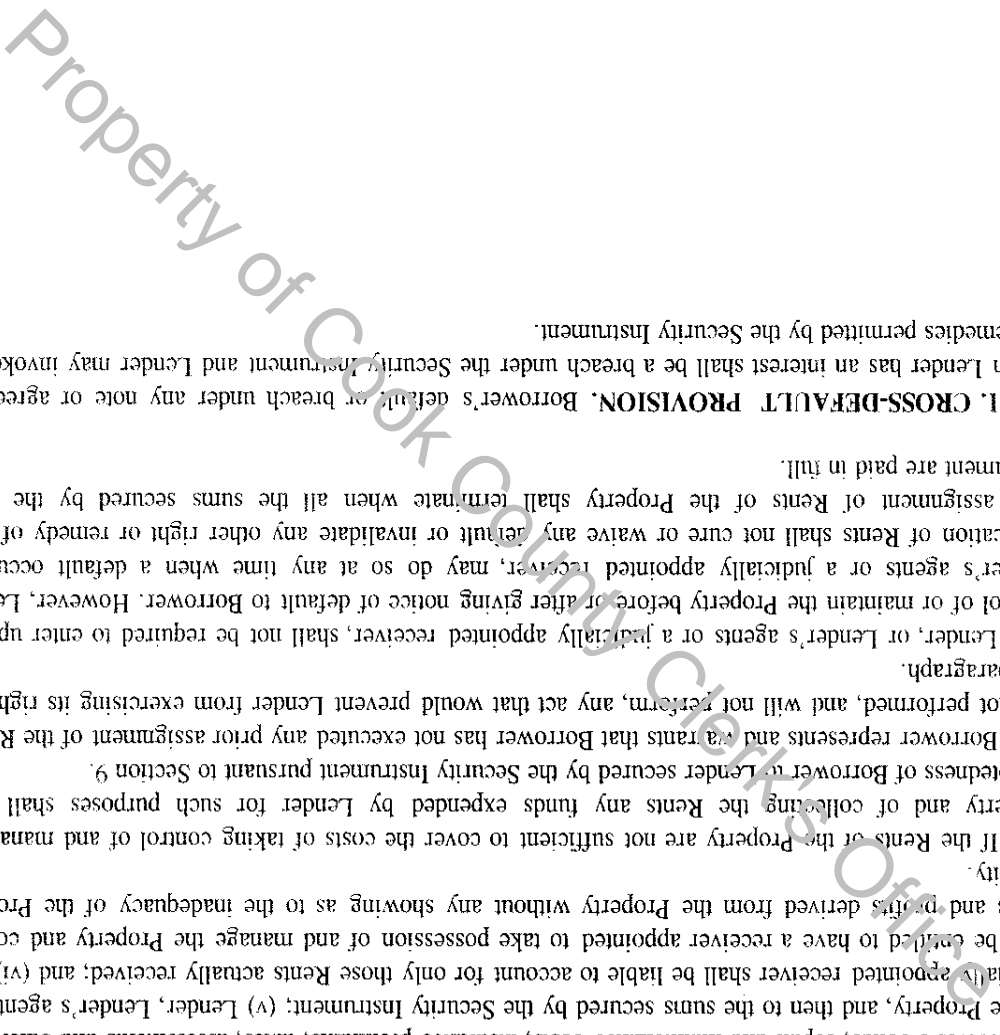 e Property, and then to the sums secured by the Security Instrument; (v) Lender, Lender's agent
appointed receiver shall be liable to account for only those Rents actually received; and (vi)
be entitled to have a receiver appointed to take possession of and manage the Property and co
and profits derived from the Property without any showing as to the inadequacy of the Pro
ity.
If the Rents of the Property are not sufficient to cover the costs of taking control of and mana
erty and of collecting the Rents any funds expended by Lender for such purposes shall
tedness of Borrower to Lender secured by the Security Instrument pursuant to Section 9.
Borrower represents and warrants that Borrower has not executed any prior assignment of the R
ot performed, and will not perform, any act that would prevent Lender from exercising its righ
paragraph.
Lender, or Lender's agents or a judicially appointed receiver, shall not be required to enter up
ol of or maintain the Property before or after giving notice of default to Borrower. However, Le
er's agents or a judicially appointed receiver, may do so at any time when a default occu
cation of Rents shall not cure or waive any default or invalidate any other right or remedy of
assignment of Rents of the Property shall terminate when all the sums secured by the
ument are paid in full.
I. CROSS-DEFAULT PROVISION. Borrower's default or breach under any note or agree
h Lender has an interest shall be a breach under the Security Instrument and Lender may invoke
emedies permitted by the Security Instrument.
Property of Cook County Clerk's Office